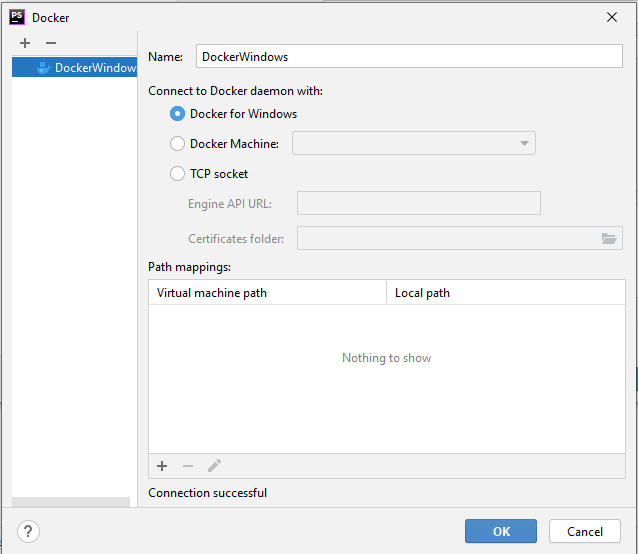 PS
Docker
DockerWindow
Name: DockerWindows
Connect to Docker daemon with:
Docker for Windows
Docker Machine:
TCP socket
Engine API URL:
Certificates folder:
Path mappings:
Virtual machine path Local path
Nothing to show
Connection successful
? OK Cancel